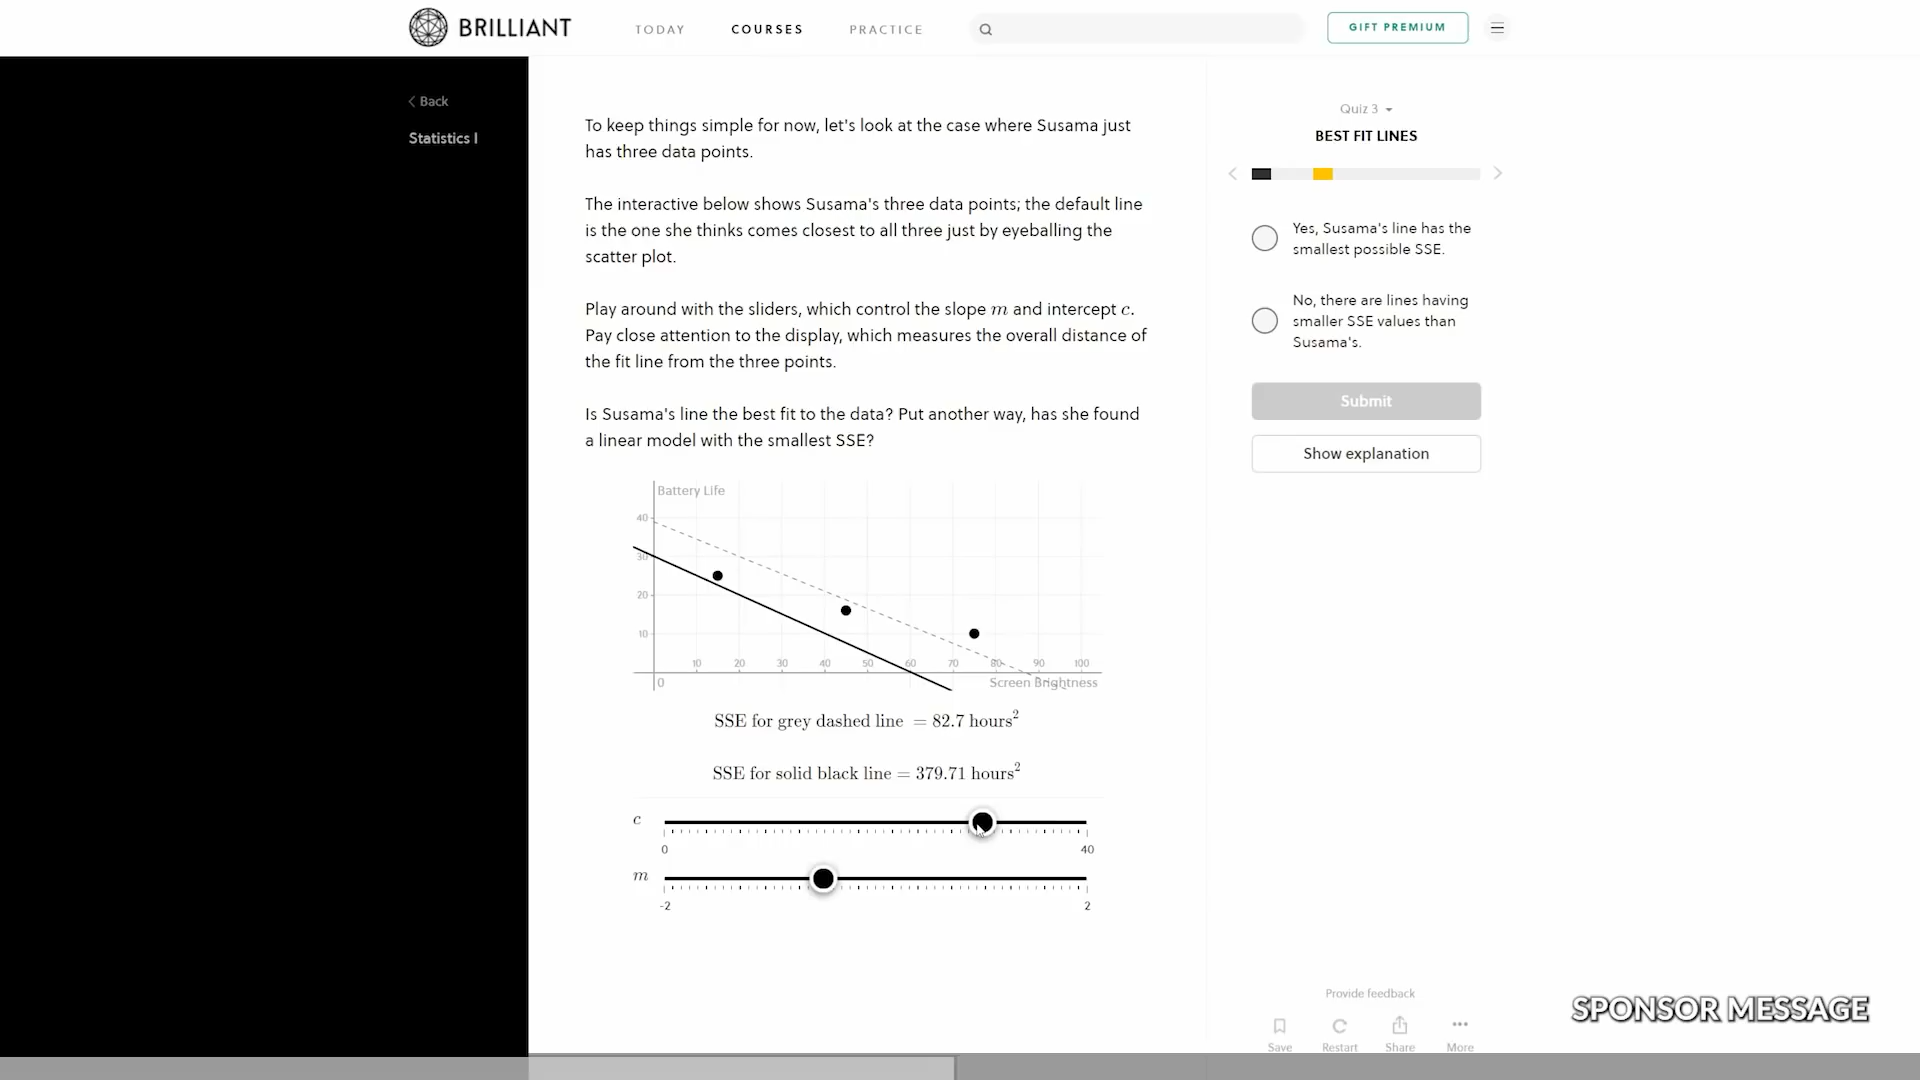 BRILLIANT
TODAY
COURSES
PRACTICE
GIFT PREMIUM
Back
Statistics I
To keep things simple for now, let's look at the case where Susama just
has three data points.
The interactive below shows Susama's three data points; the default line
is the one she thinks comes closest to all three just by eyeballing the
scatter plot.
Play around with the sliders, which control the slope m and intercept c.
Pay close attention to the display, which measures the overall distance of
the fit line from the three points.
Is Susama's line the best fit to the data? Put another way, has she found
a linear model with the smallest SSE?
Battery Life
40
30
20
10
10 20 30 40 50 60 70 80 90 100
0
Screen Brightness
SSE for grey dashed line = 82.7 hours²
SSE for solid black line = 379.71 hours²
c
0 40
m
-2 2
Quiz 3
BEST FIT LINES
Yes, Susama's line has the
smallest possible SSE.
No, there are lines having
smaller SSE values than
Susama's.
Submit
Show explanation
Provide feedback
Save Restart Share More
SPONSOR MESSAGE